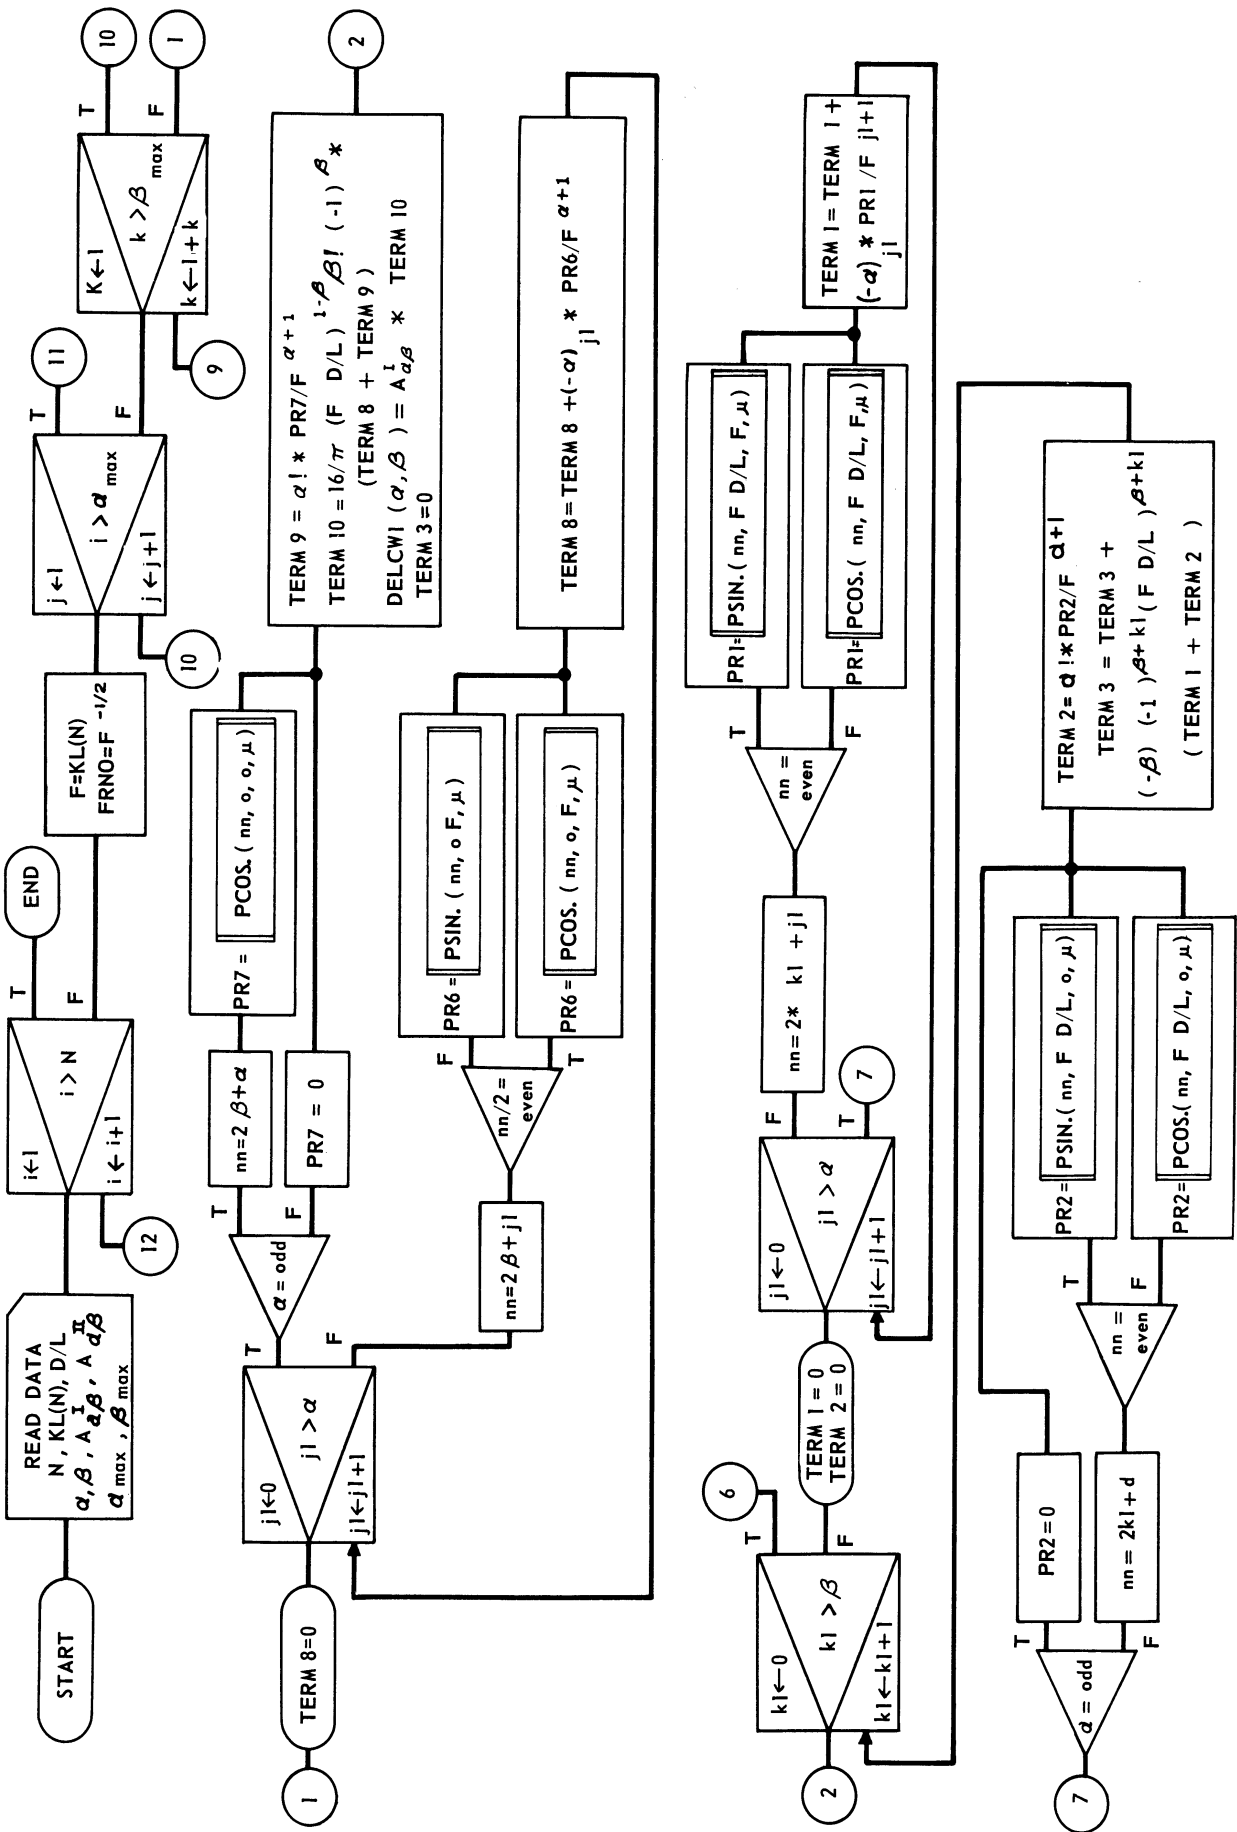 START
READ DATA
N, KL(N), D/L
α, β, A^I_αβ, A^II_αβ
α max, β max
12
i←1
i > N
i← i+1
T
F
END
F=KL(N)
FRNO=F^-1/2
10
j←1
i > α max
j←j+1
T
F
11
9
K←1
k > β max
k←1+k
T
F
10
1
1
TERM 8=0
j1←0
j1 > α
j1←j1+1
T
F
α = odd
T
F
nn=2β+α
PR7 = 0
PR7 = PCOS. ( nn, o, o, μ)
TERM 9 = α! * PR7/F^α+1
TERM 10 = 16/π (F D/L)^1-β β! (-1)^β *
(TERM 8 + TERM 9)
DELCW1 (α, β) = A^I_αβ * TERM 10
TERM 3=0
2
nn=2β+j1
nn/2=
even
F
T
PR6 = PSIN. ( nn, o F, μ)
PR6 = PCOS. ( nn, o, F, μ)
TERM 8=TERM 8 +(-α)_j1 * PR6/F^α+1
2
k1←0
k1 > β
k1←k1+1
T
F
6
TERM 1=0
TERM 2=0
j1←0
j1 > α
j1←j1+1
F
T
7
nn=2* k1 +j1
nn =
even
T
F
PR1= PSIN. ( nn, F D/L, F, μ)
PR1= PCOS. ( nn, F D/L, F,μ)
TERM 1= TERM 1 +
(-α)_j1 * PR1 /F^j1+1
7
α = odd
T
F
PR2=0
nn = 2k1+d
nn =
even
T
F
PR2= PSIN.( nn, F D/L, o, μ)
PR2= PCOS.( nn, F D/L, o, μ)
TERM 2= α!*PR2/F^α+1
TERM 3 = TERM 3 +
(-β) (-1)^β+k1 ( F D/L )^β+k1
( TERM 1 + TERM 2 )